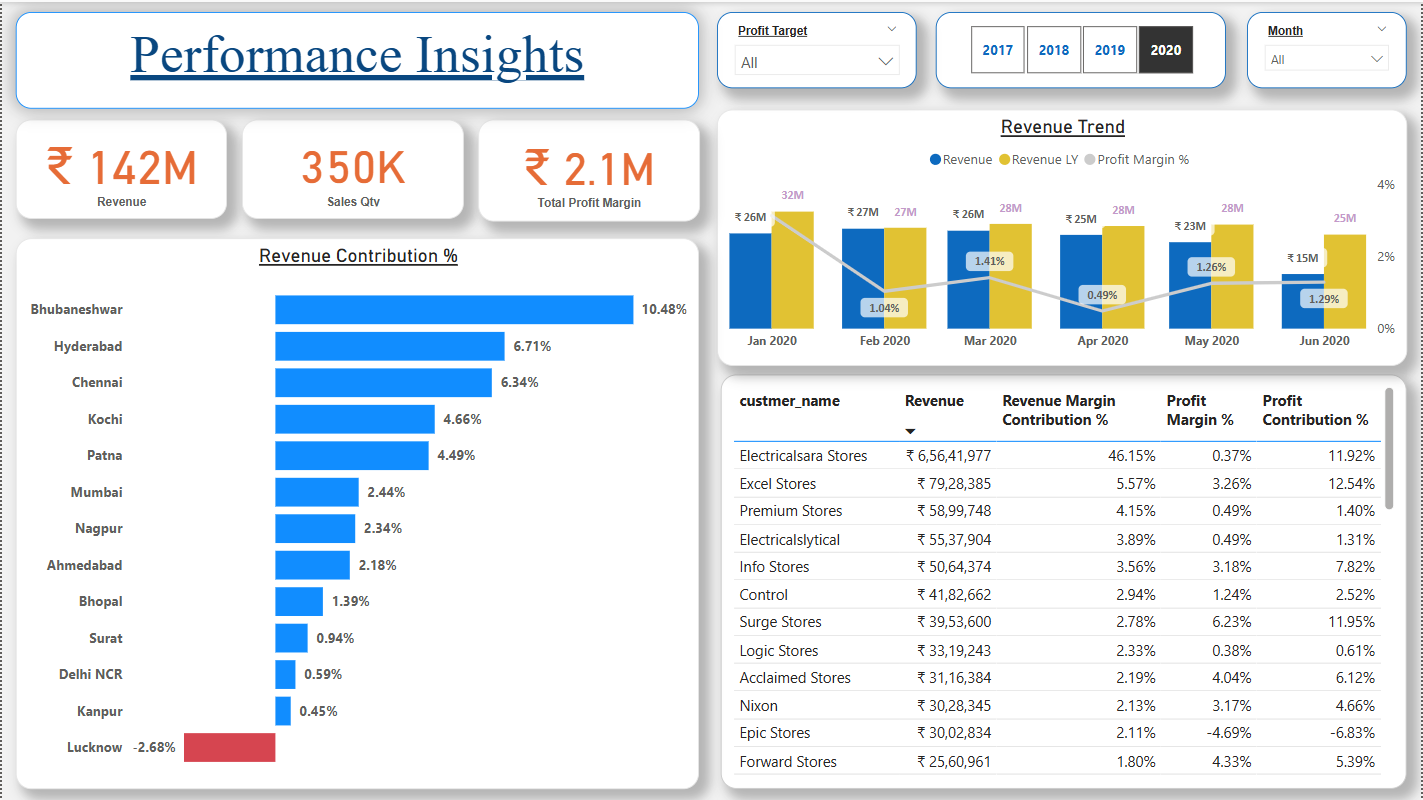 Performance Insights
Profit Target
All
2017 2018 2019 2020
Month
All
₹ 142M
Revenue
350K
Sales Qty
₹ 2.1M
Total Profit Margin
Revenue Contribution %
Bhubaneshwar 10.48%
Hyderabad 6.71%
Chennai 6.34%
Kochi 4.66%
Patna 4.49%
Mumbai 2.44%
Nagpur 2.34%
Ahmedabad 2.18%
Bhopal 1.39%
Surat 0.94%
Delhi NCR 0.59%
Kanpur 0.45%
Lucknow -2.68%
Revenue Trend
Revenue Revenue LY Profit Margin %
4%
2%
0%
₹ 26M 32M
₹ 27M 27M
₹ 26M 28M
₹ 25M 28M
₹ 23M 28M
₹ 15M 25M
1.04% 1.41% 0.49% 1.26% 1.29%
Jan 2020 Feb 2020 Mar 2020 Apr 2020 May 2020 Jun 2020
custmer_name Revenue Revenue Margin Profit Profit
Contribution % Margin % Contribution %
Electricalsara Stores ₹ 6,56,41,977 46.15% 0.37% 11.92%
Excel Stores ₹ 79,28,385 5.57% 3.26% 12.54%
Premium Stores ₹ 58,99,748 4.15% 0.49% 1.40%
Electricalslytical ₹ 55,37,904 3.89% 0.49% 1.31%
Info Stores ₹ 50,64,374 3.56% 3.18% 7.82%
Control ₹ 41,82,662 2.94% 1.24% 2.52%
Surge Stores ₹ 39,53,600 2.78% 6.23% 11.95%
Logic Stores ₹ 33,19,243 2.33% 0.38% 0.61%
Acclaimed Stores ₹ 31,16,384 2.19% 4.04% 6.12%
Nixon ₹ 30,28,345 2.13% 3.17% 4.66%
Epic Stores ₹ 30,02,834 2.11% -4.69% -6.83%
Forward Stores ₹ 25,60,961 1.80% 4.33% 5.39%